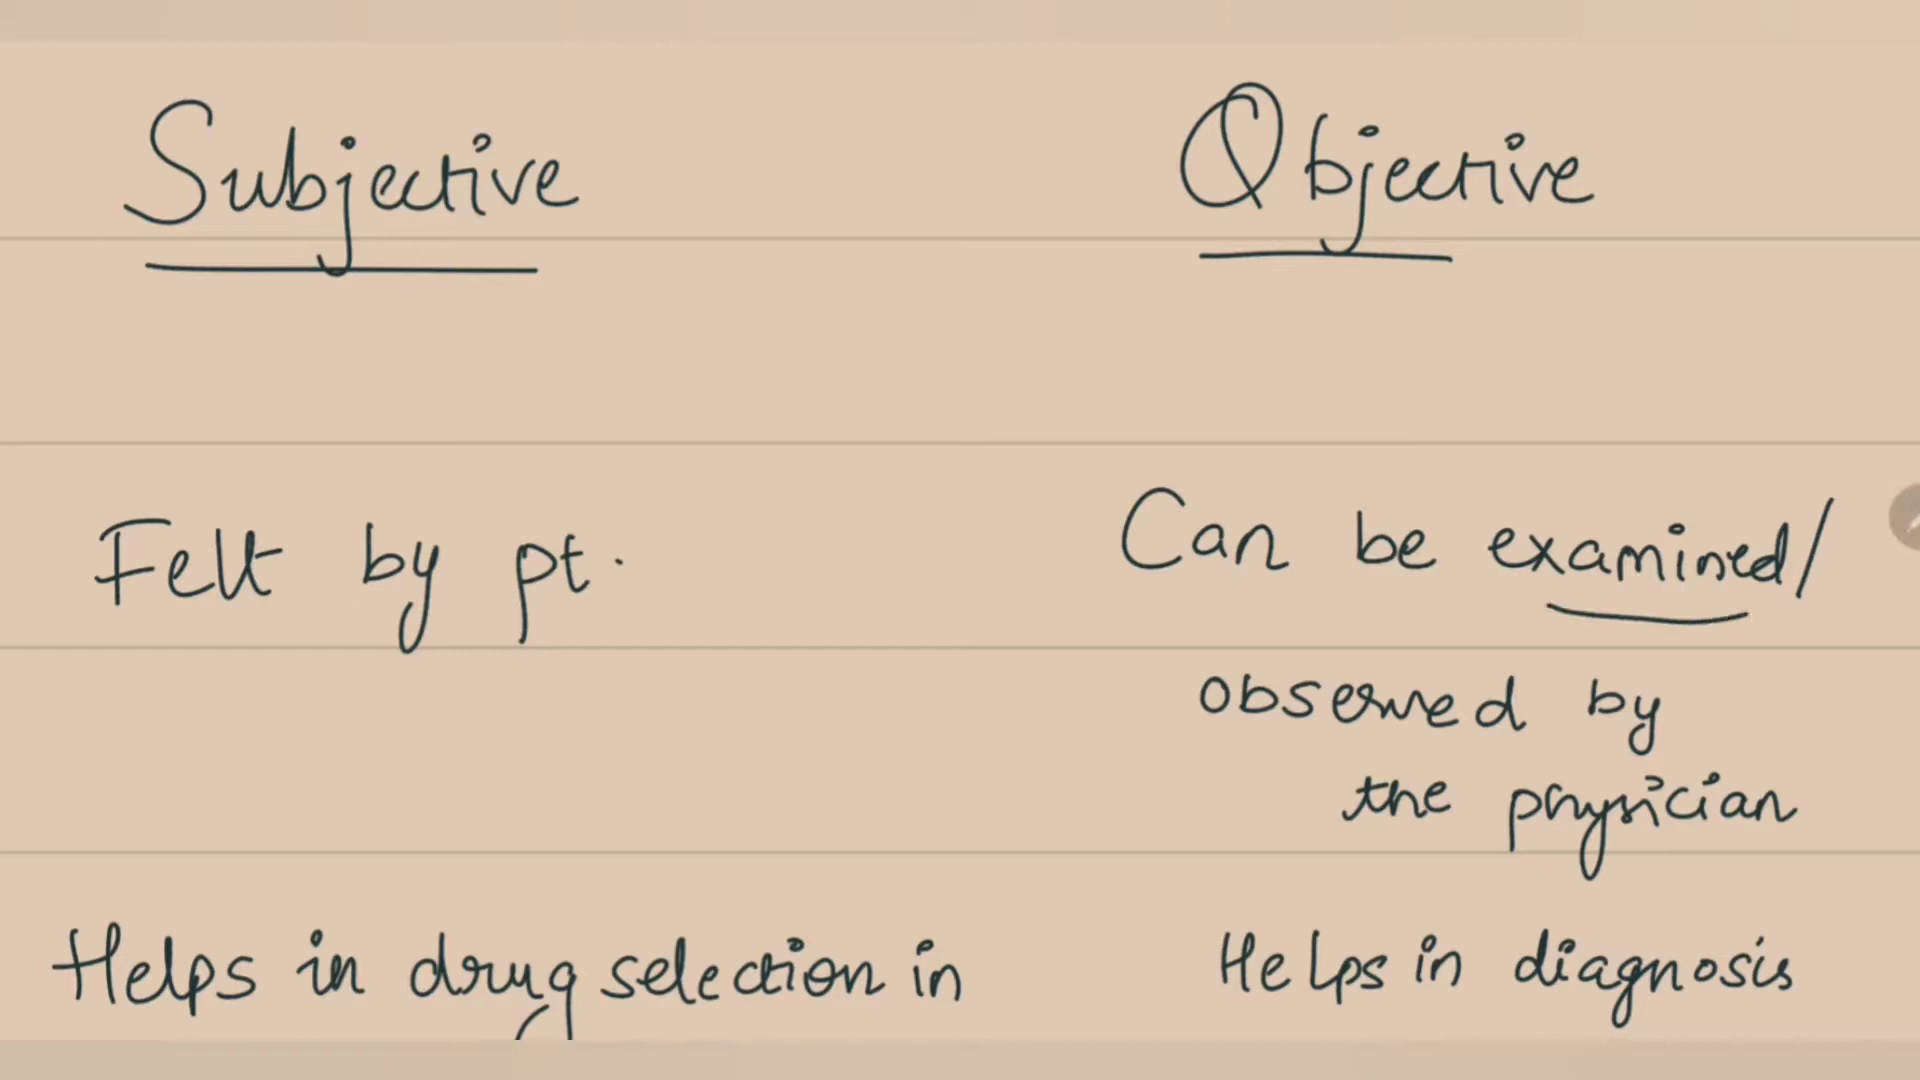 Subjective
Objective
Felt by pt.
Can be examined/
observed by
the physician
Helps in drug selection in
Helps in diagnosis